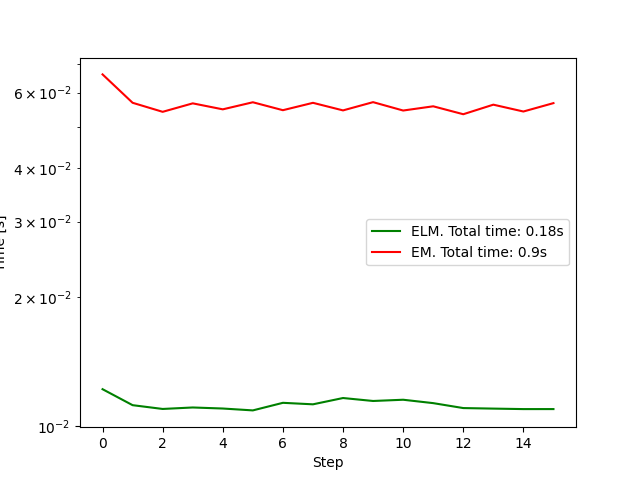 6 × 10⁻²
4 × 10⁻²
3 × 10⁻²
2 × 10⁻²
10⁻²
ELM. Total time: 0.18s
EM. Total time: 0.9s
0 2 4 6 8 10 12 14
Step